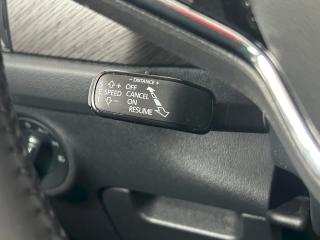 – DISTANCE +
+ OFF
SPEED CANCEL
– ON
RESUME